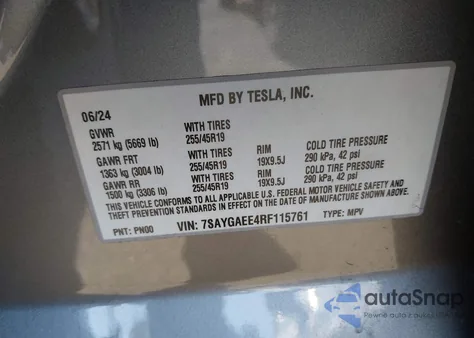 MFD BY TESLA, INC.
06/24
GVWR WITH TIRES
2571 kg (5669 lb) 255/45R19 RIM COLD TIRE PRESSURE
GAWR FRT 19X9.5J 290 kPa, 42 psi
1363 kg (3004 lb) WITH TIRES
GAWR RR 255/45R19 RIM COLD TIRE PRESSURE
1500 kg (3306 lb) 19X9.5J 290 kPa, 42 psi
THIS VEHICLE CONFORMS TO ALL APPLICABLE U.S. FEDERAL MOTOR VEHICLE SAFETY AND
THEFT PREVENTION STANDARDS IN EFFECT ON THE DATE OF MANUFACTURE SHOWN ABOVE.
PNT: PN00 VIN: 7SAYGAEE4RF115761 TYPE: MPV
autoSnap
Pewne auta z aukcji